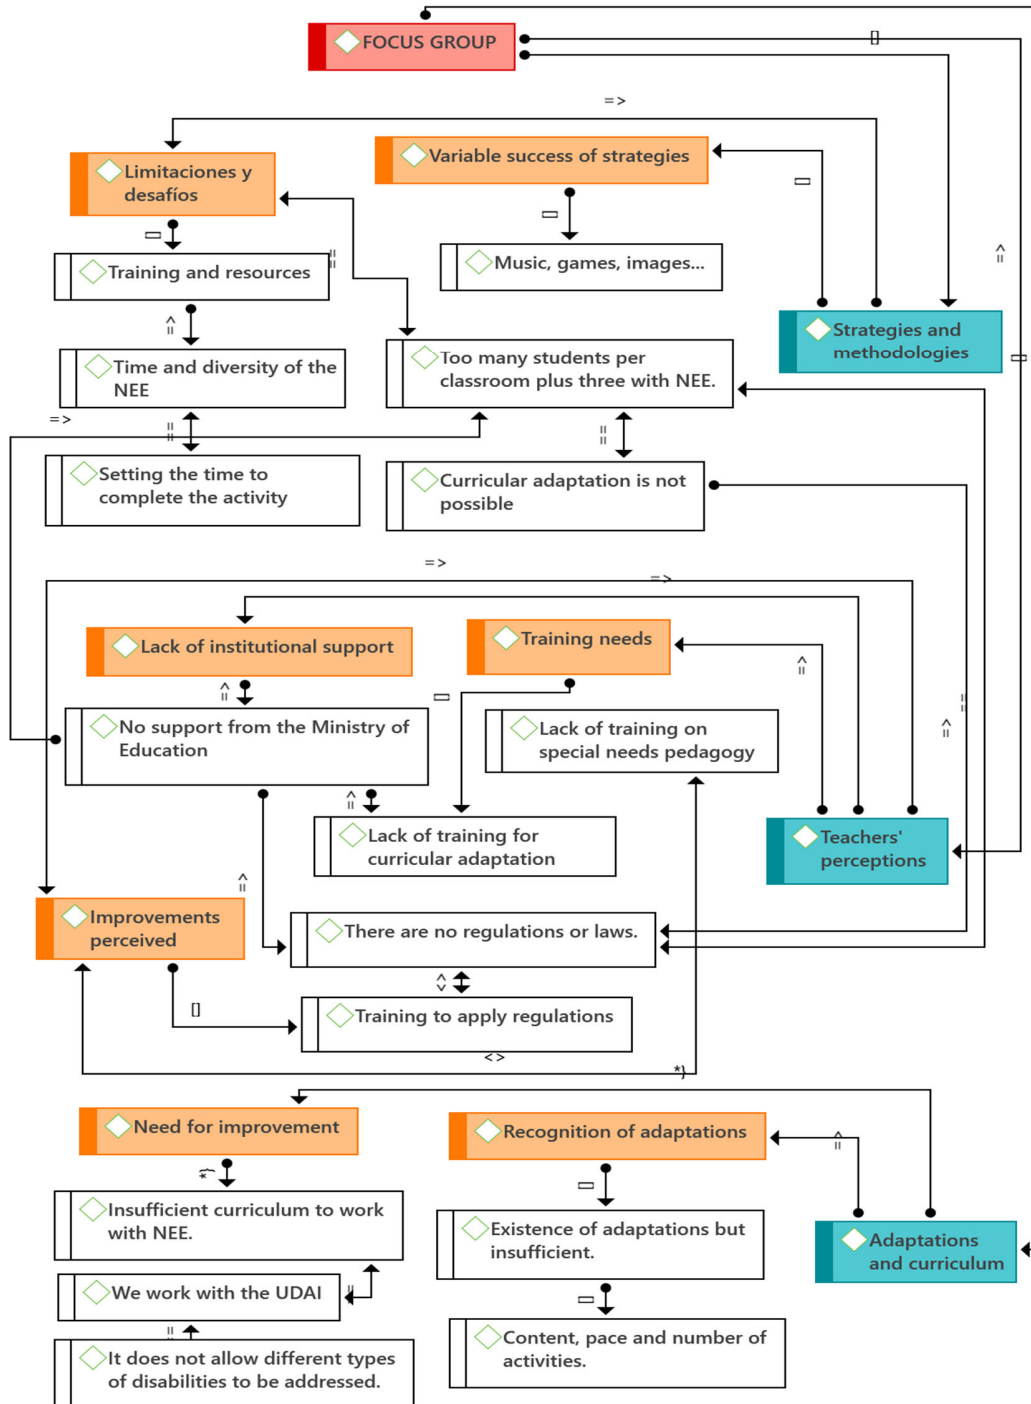 FOCUS GROUP
[]
=>
Limitaciones y
desafíos
Variable success of strategies
[]
[]
[]
Training and resources
=
Music, games, images...
^
=
^
=
Strategies and
methodologies
[]
Time and diversity of the
NEE
Too many students per
classroom plus three with NEE.
=>
=
=
Setting the time to
complete the activity
Curricular adaptation is not
possible
=>
=>
Lack of institutional support
Training needs
^
=
^
=
[]
=
^
=
No support from the Ministry of
Education
Lack of training on
special needs pedagogy
^
=
Lack of training for
curricular adaptation
Teachers'
perceptions
^
=
Improvements
perceived
There are no regulations or laws.
<>
[]
Training to apply regulations
<>
*}
Need for improvement
Recognition of adaptations
^
=
*}
[]
Insufficient curriculum to work
with NEE.
Existence of adaptations but
insufficient.
Adaptations
and curriculum
We work with the UDAI
=
[]
=
It does not allow different types
of disabilities to be addressed.
Content, pace and number of
activities.